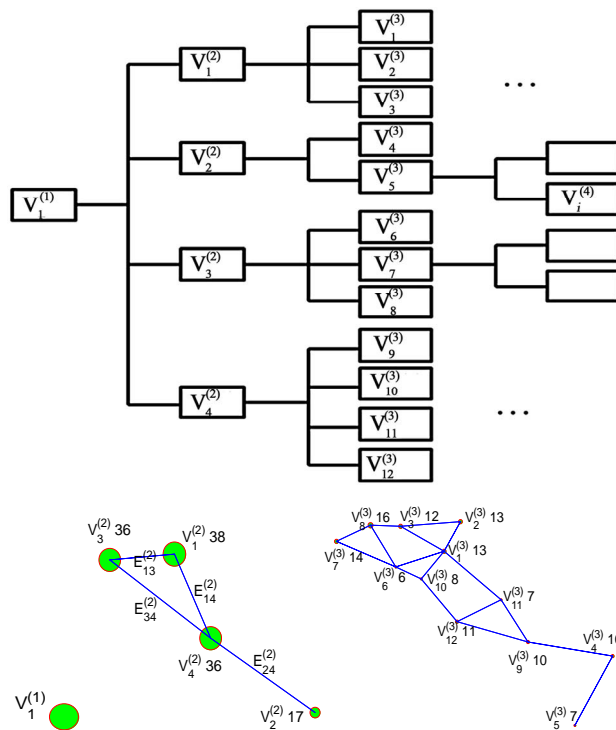 V_1^(3)
V_1^(2)
V_2^(3)
...
V_3^(3)
V_4^(3)
V_2^(2)
V_5^(3)
V_i^(4)
V_1^(1)
V_6^(3)
V_3^(2)
V_7^(3)
V_8^(3)
V_9^(3)
V_10^(3)
V_4^(2)
...
V_11^(3)
V_12^(3)
V_3^(2) 36
V_1^(2) 38
E_13^(2)
E_14^(2)
E_34^(2)
V_4^(2) 36
E_24^(2)
V_2^(2) 17
V_1^(1)
V_8^(3) 16
V_3^(3) 12
V_2^(3) 13
V_7^(3) 14
V_1^(3) 13
V_6^(3) 6
V_10^(3) 8
V_11^(3) 7
V_12^(3) 11
V_9^(3) 10
V_4^(3)
V_5^(3) 7